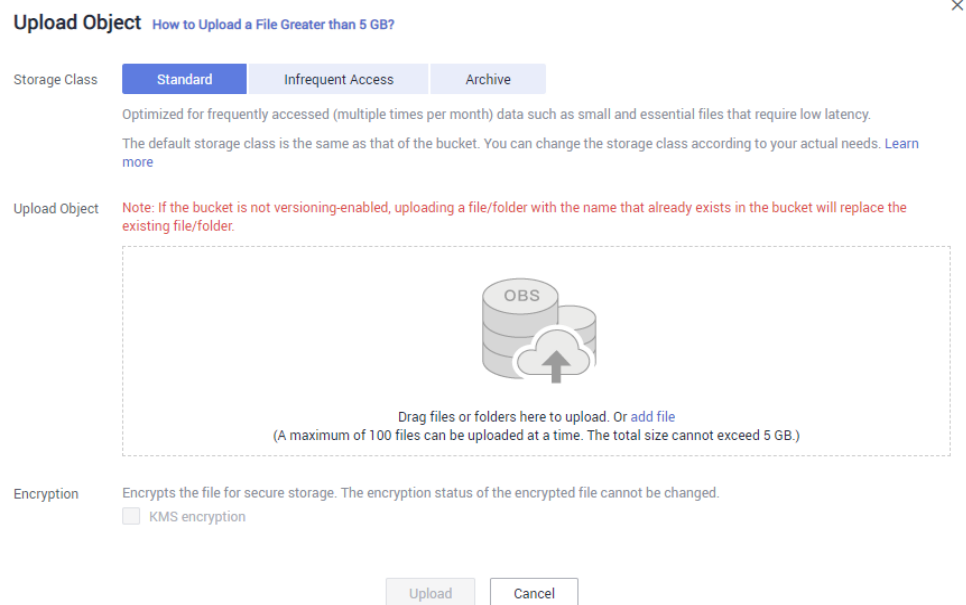 Upload Object How to Upload a File Greater than 5 GB?
Storage Class Standard Infrequent Access Archive
Optimized for frequently accessed (multiple times per month) data such as small and essential files that require low latency.
The default storage class is the same as that of the bucket. You can change the storage class according to your actual needs. Learn
more
Upload Object Note: If the bucket is not versioning-enabled, uploading a file/folder with the name that already exists in the bucket will replace the
existing file/folder.
OBS
Drag files or folders here to upload. Or add file
(A maximum of 100 files can be uploaded at a time. The total size cannot exceed 5 GB.)
Encryption Encrypts the file for secure storage. The encryption status of the encrypted file cannot be changed.
KMS encryption
Upload Cancel